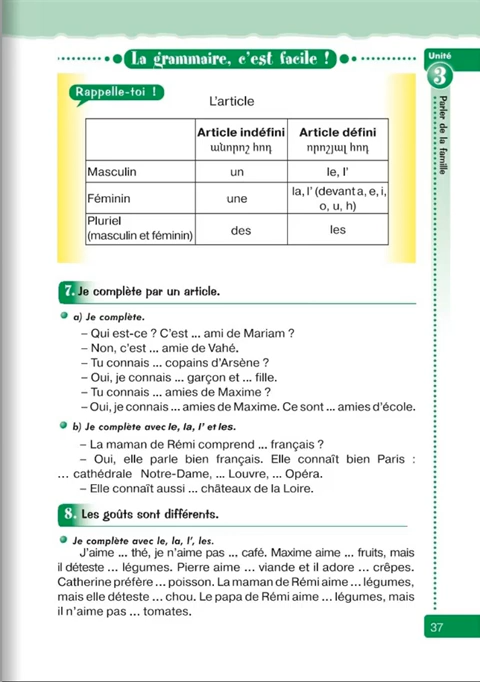 La grammaire, c'est facile !
Unité
3
Parler de la famille
Rappelle-toi !
L'article
Article indéfini
անորոշ հոդ
Article défini
որոշյալ հոդ
Masculin
un
le, l'
Féminin
une
la, l' (devant a, e, i,
o, u, h)
Pluriel
(masculin et féminin)
des
les
7. Je complète par un article.
a) Je complète.
– Qui est-ce ? C'est ... ami de Mariam ?
– Non, c'est ... amie de Vahé.
– Tu connais ... copains d'Arsène ?
– Oui, je connais ... garçon et ... fille.
– Tu connais ... amies de Maxime ?
– Oui, je connais ... amies de Maxime. Ce sont ... amies d'école.
b) Je complète avec le, la, l' et les.
– La maman de Rémi comprend ... français ?
– Oui, elle parle bien français. Elle connaît bien Paris :
... cathédrale Notre-Dame, ... Louvre, ... Opéra.
– Elle connaît aussi ... châteaux de la Loire.
8. Les goûts sont différents.
Je complète avec le, la, l', les.
J'aime ... thé, je n'aime pas ... café. Maxime aime ... fruits, mais
il déteste ... légumes. Pierre aime ... viande et il adore ... crêpes.
Catherine préfère ... poisson. La maman de Rémi aime ... légumes,
mais elle déteste ... chou. Le papa de Rémi aime ... légumes, mais
il n'aime pas ... tomates.
37